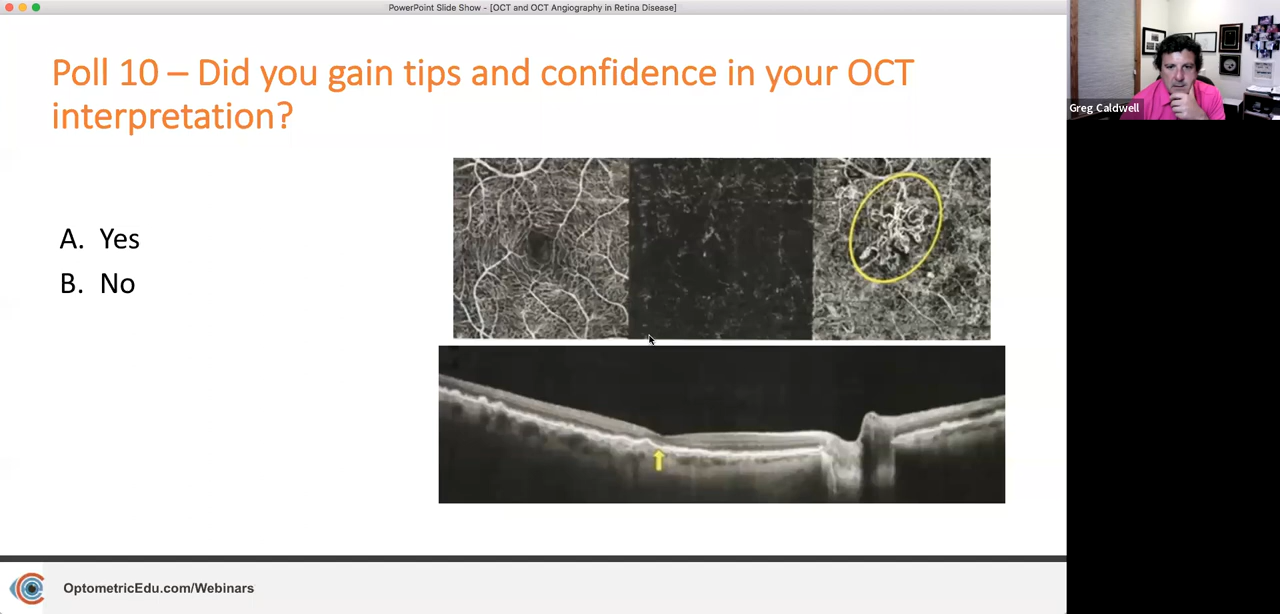 PowerPoint Slide Show - [OCT and OCT Angiography in Retina Disease]
Poll 10 – Did you gain tips and confidence in your OCT
interpretation?
Greg Caldwell
A. Yes
B. No
OptometricEdu.com/Webinars